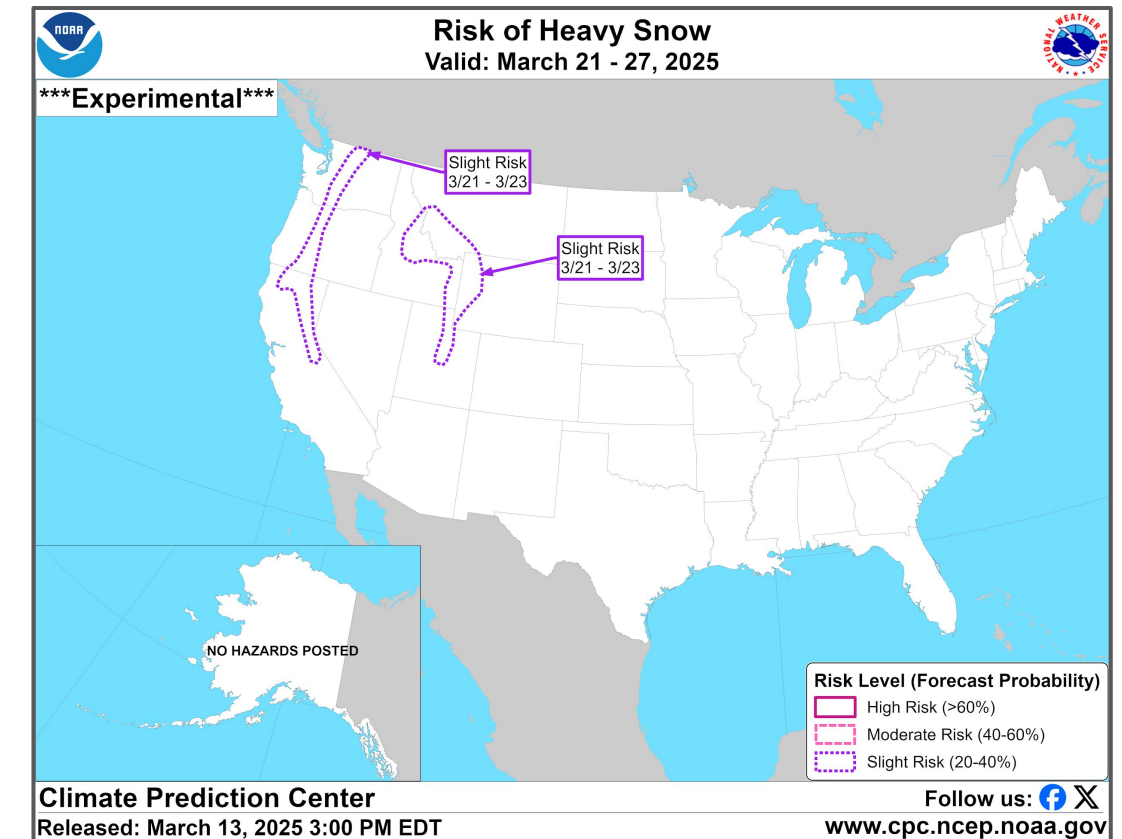 NOAA
Risk of Heavy Snow
Valid: March 21 - 27, 2025
NATIONAL WEATHER SERVICE
***Experimental***
Slight Risk
3/21 - 3/23
Slight Risk
3/21 - 3/23
NO HAZARDS POSTED
Risk Level (Forecast Probability)
High Risk (>60%)
Moderate Risk (40-60%)
Slight Risk (20-40%)
Climate Prediction Center
Follow us:
Released: March 13, 2025 3:00 PM EDT
www.cpc.ncep.noaa.gov